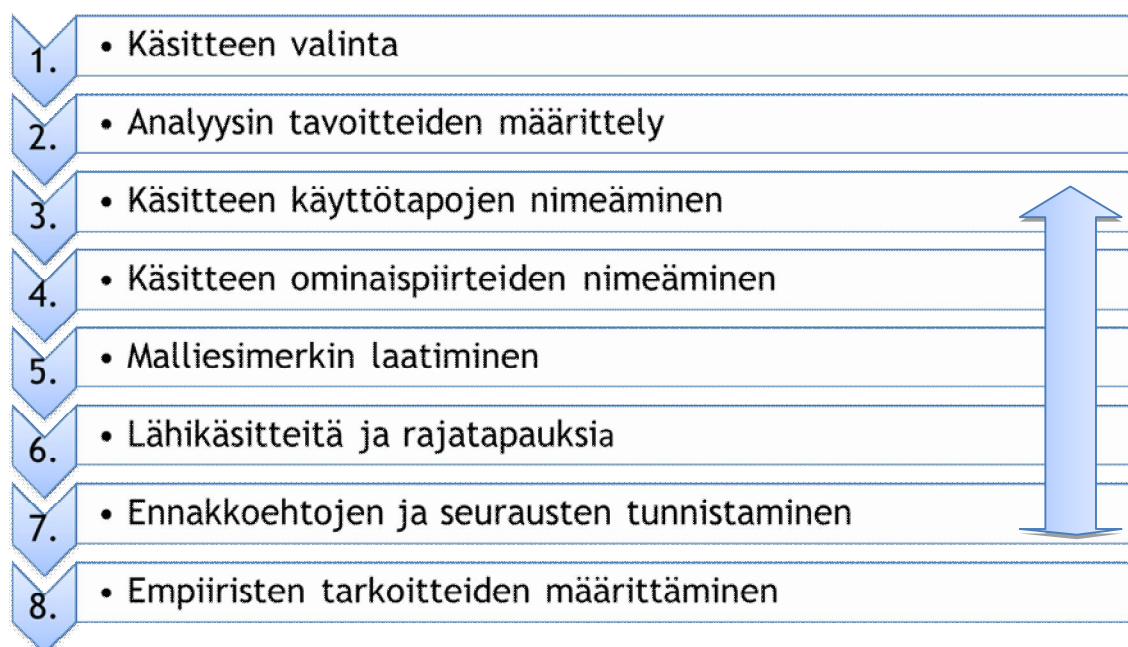 1. • Käsitteen valinta
2. • Analyysin tavoitteiden määrittely
3. • Käsitteen käyttötapojen nimeäminen
4. • Käsitteen ominaispiirteiden nimeäminen
5. • Malliesimerkin laatiminen
6. • Lähikäsitteitä ja rajatapauksia
7. • Ennakkoehtojen ja seurausten tunnistaminen
8. • Empiiristen tarkoitteiden määrittäminen